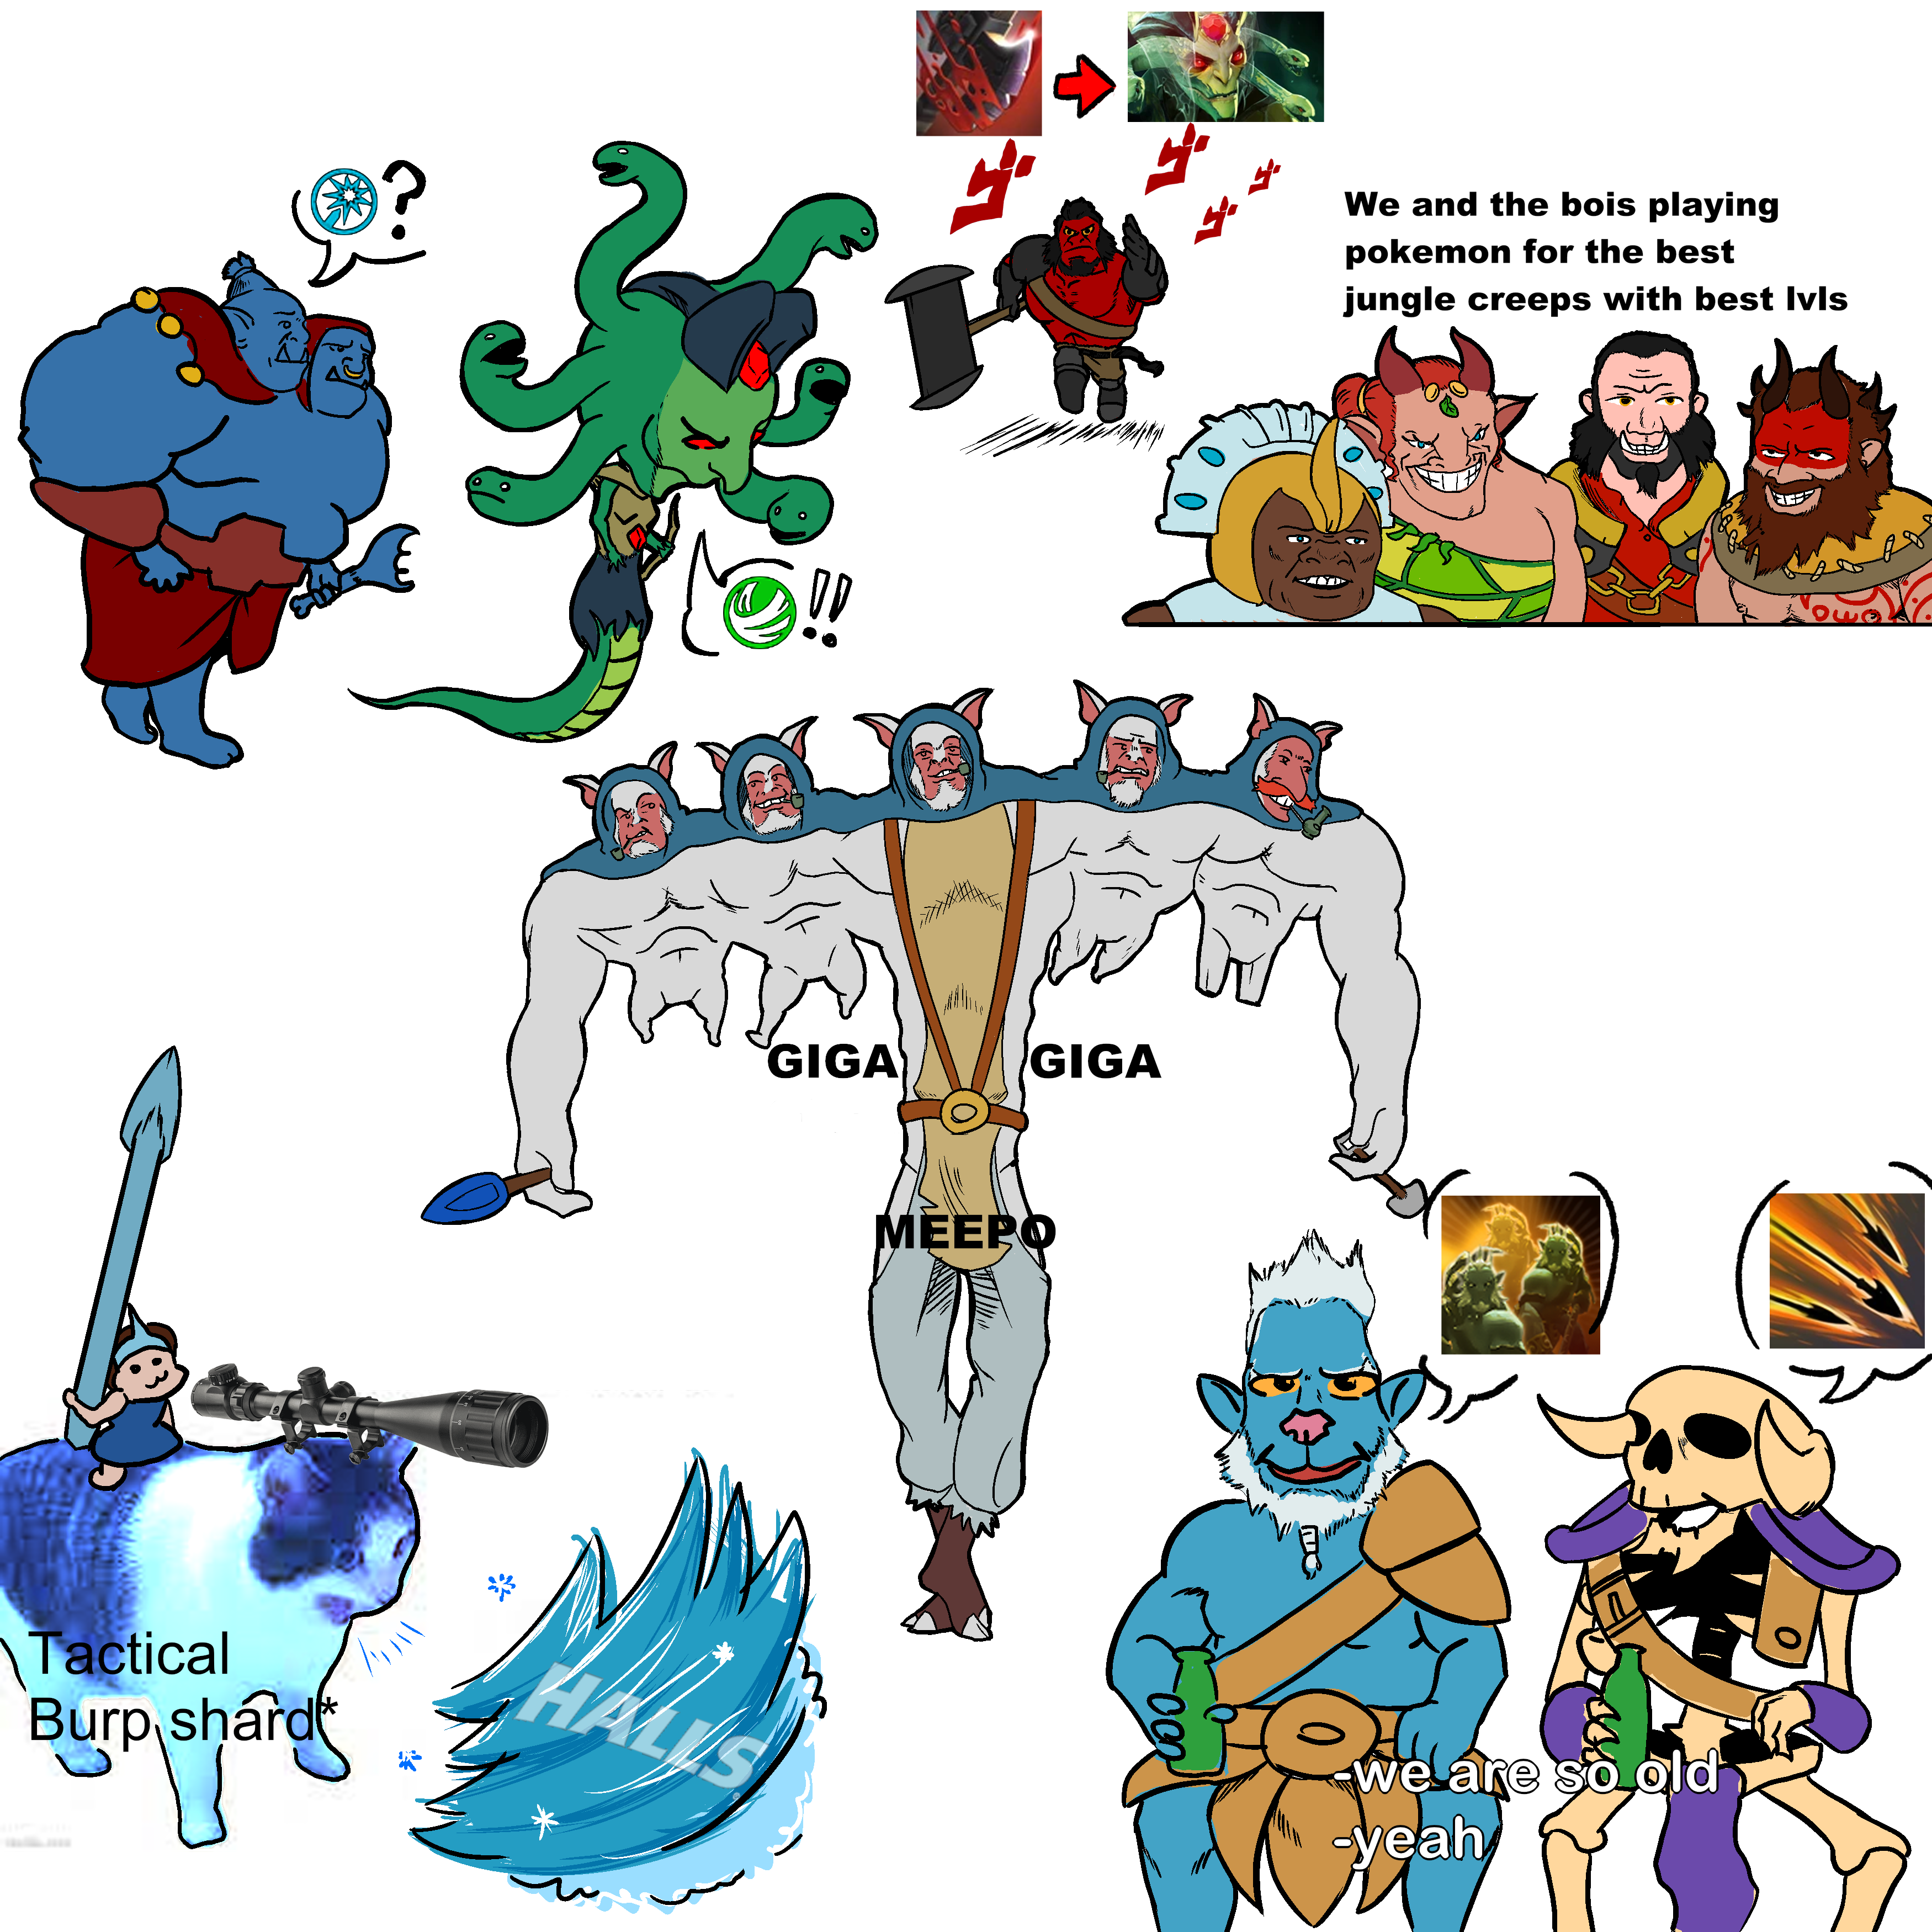 ?
ゴ
ゴ
ゴ
ゴ
We and the bois playing
pokemon for the best
jungle creeps with best lvls
!!
GIGA GIGA
MEEPO
Tactical
Burp shard*
HALLS
-we are so old
-yeah